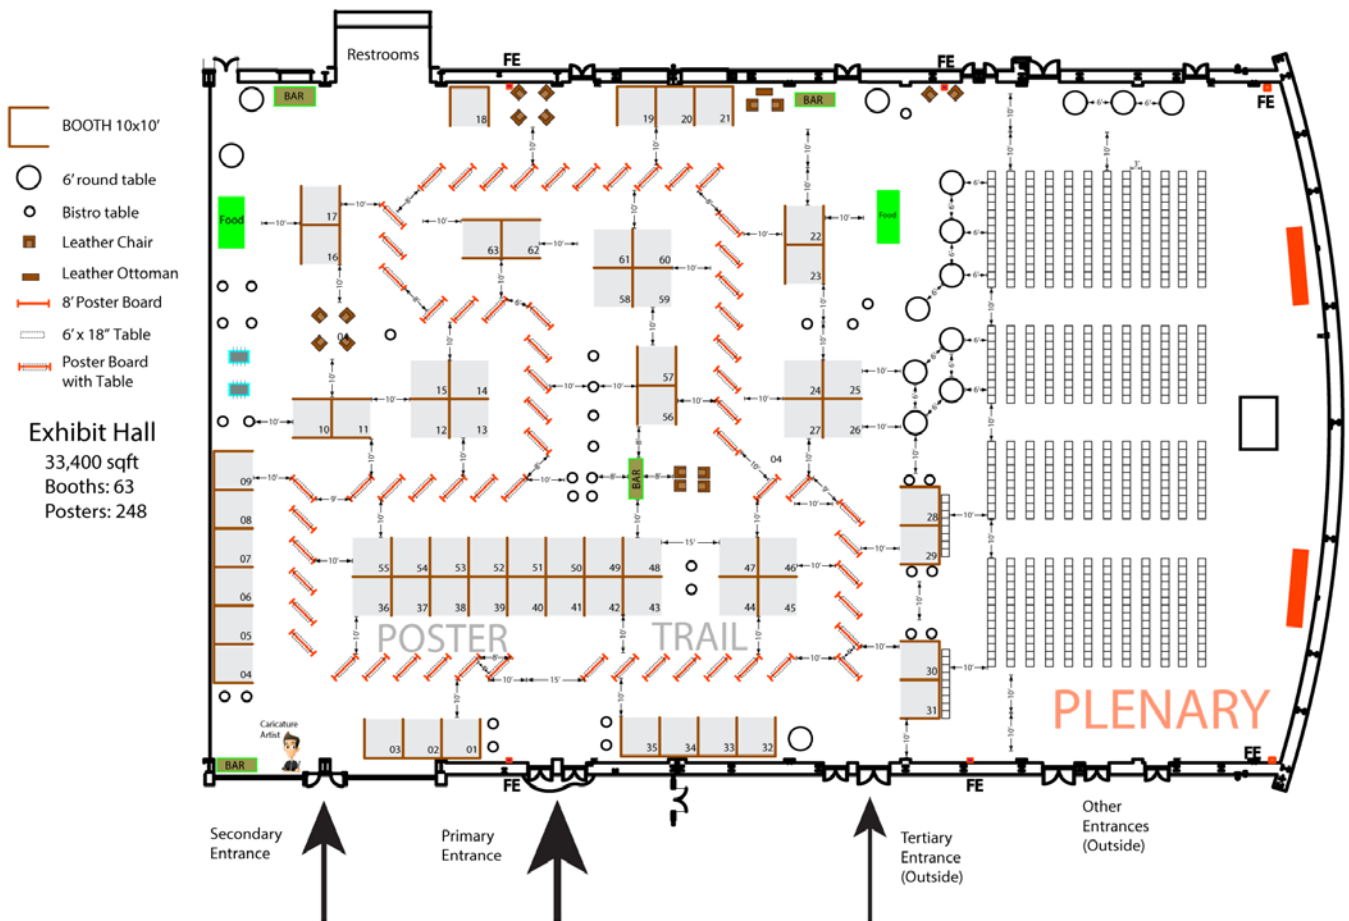 Restrooms
FE
FE
FE
BAR
BAR
BOOTH 10x10'
6' round table
Bistro table
Leather Chair
Leather Ottoman
8' Poster Board
6' x 18" Table
Poster Board
with Table
Exhibit Hall
33,400 sqft
Booths: 63
Posters: 248
18
19 20 21
Food
Food
17
16
63 62
61 60
58 59
22
23
15 14
12 13
57
56
24 25
27 26
10 11
BAR
04
09
08
07
06
05
04
28
29
55 54 53 52 51 50 49 48
36 37 38 39 40 41 42 43
47 46
44 45
15'
POSTER TRAIL
30
31
15'
PLENARY
03 02 01
35 34 33 32
Caricature
Artist
BAR
FE
FE
FE
Secondary
Entrance
Primary
Entrance
Tertiary
Entrance
(Outside)
Other
Entrances
(Outside)